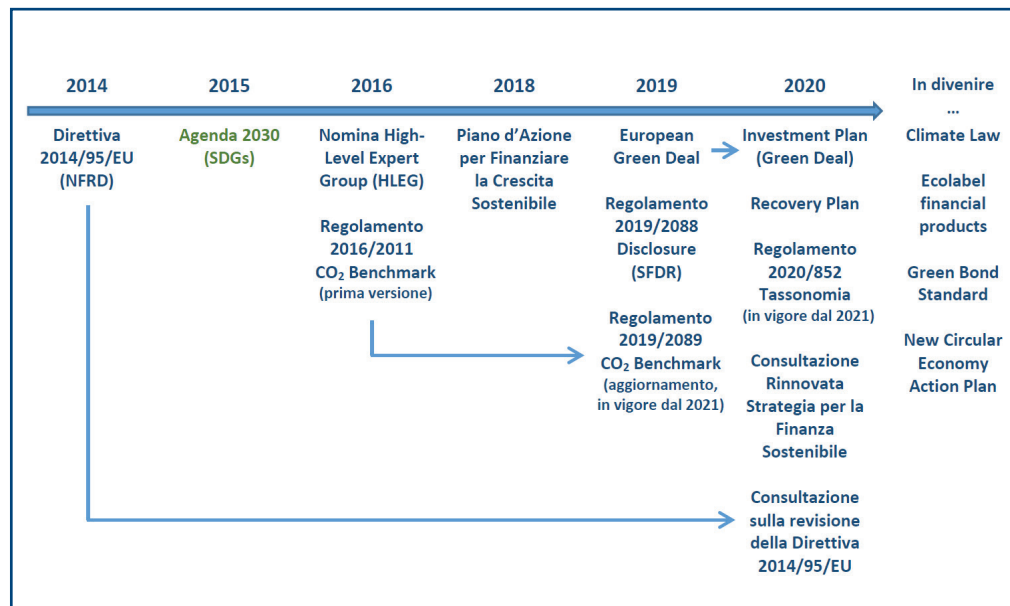 2014
2015
2016
2018
2019
2020
In divenire
…
Direttiva
2014/95/EU
(NFRD)
Agenda 2030
(SDGs)
Nomina High-
Level Expert
Group (HLEG)
Regolamento
2016/2011
CO₂ Benchmark
(prima versione)
Piano d’Azione
per Finanziare
la Crescita
Sostenibile
European
Green Deal
Regolamento
2019/2088
Disclosure
(SFDR)
Regolamento
2019/2089
CO₂ Benchmark
(aggiornamento,
in vigore dal 2021)
Investment Plan
(Green Deal)
Recovery Plan
Regolamento
2020/852
Tassonomia
(in vigore dal 2021)
Consultazione
Rinnovata
Strategia per la
Finanza
Sostenibile
Consultazione
sulla revisione
della Direttiva
2014/95/EU
Climate Law
Ecolabel
financial
products
Green Bond
Standard
New Circular
Economy
Action Plan